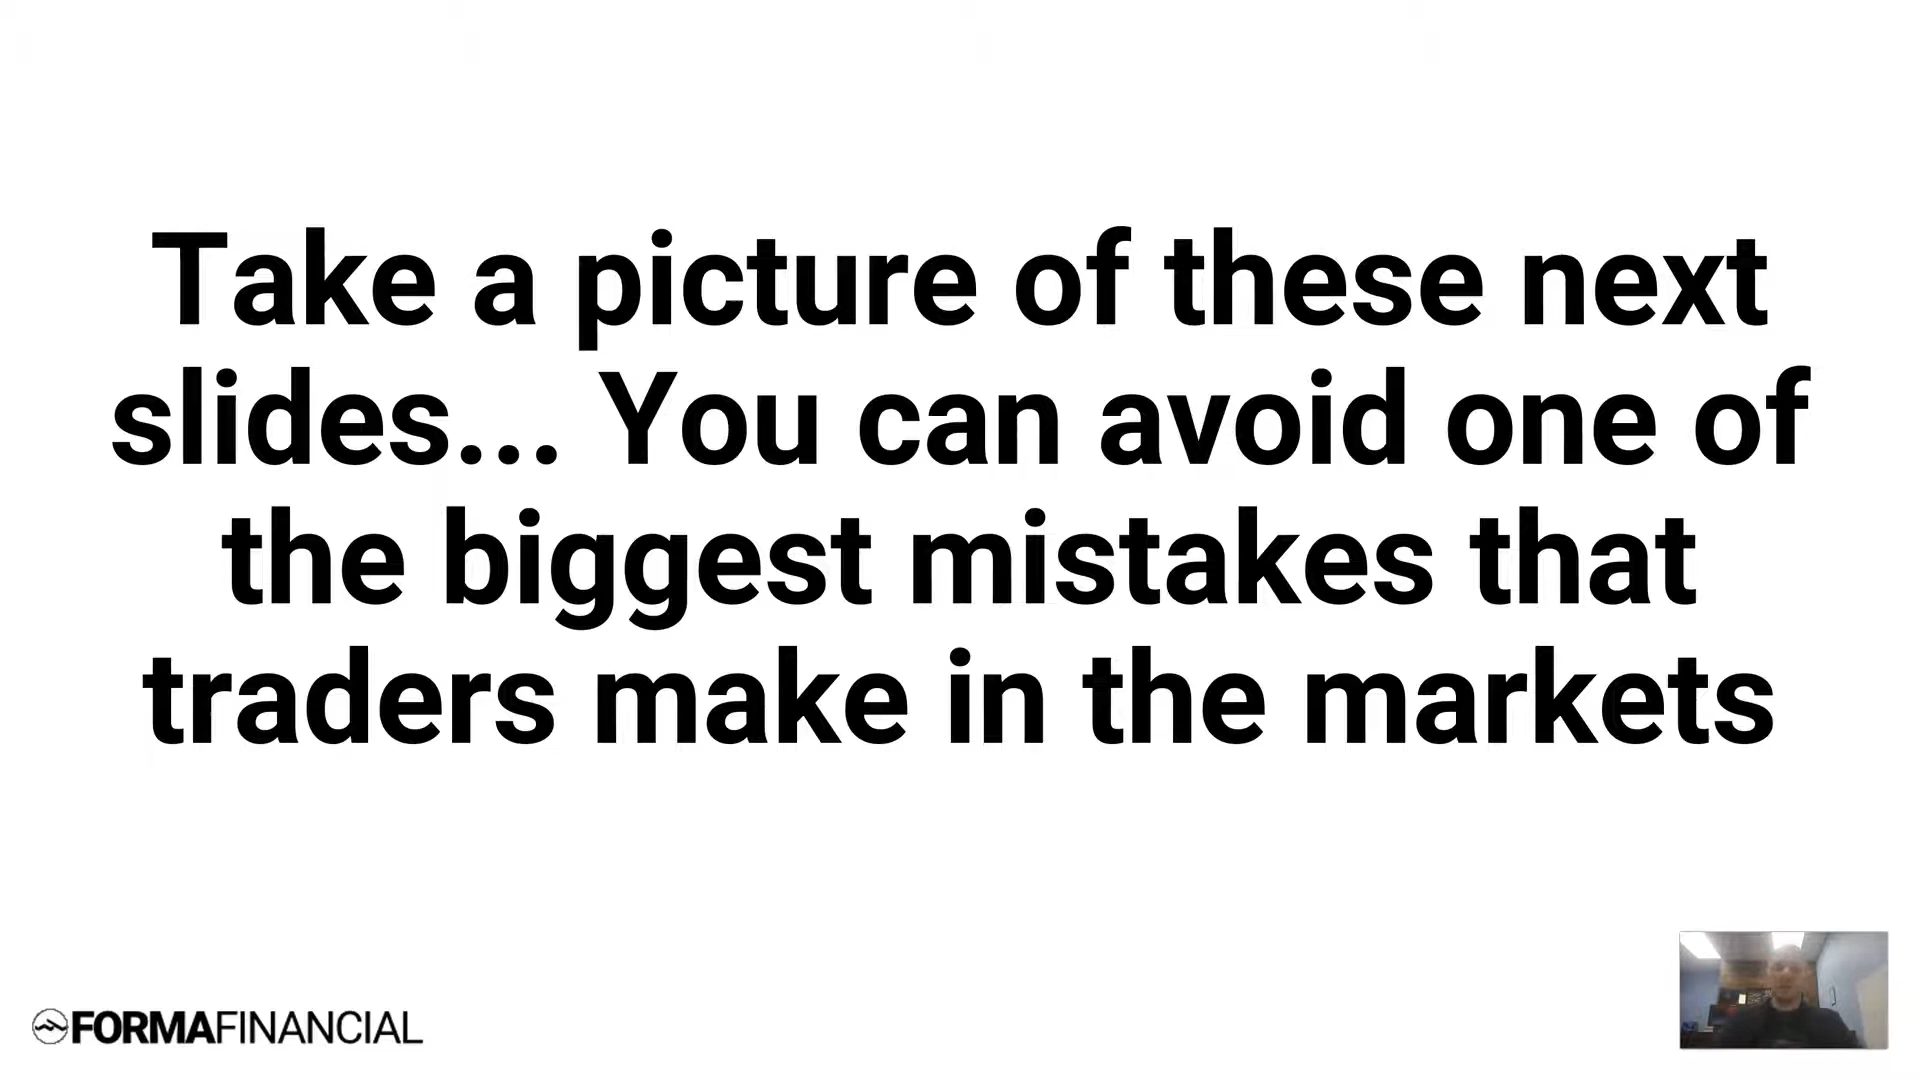 Take a picture of these next
slides... You can avoid one of
the biggest mistakes that
traders make in the markets
FORMAFINANCIAL